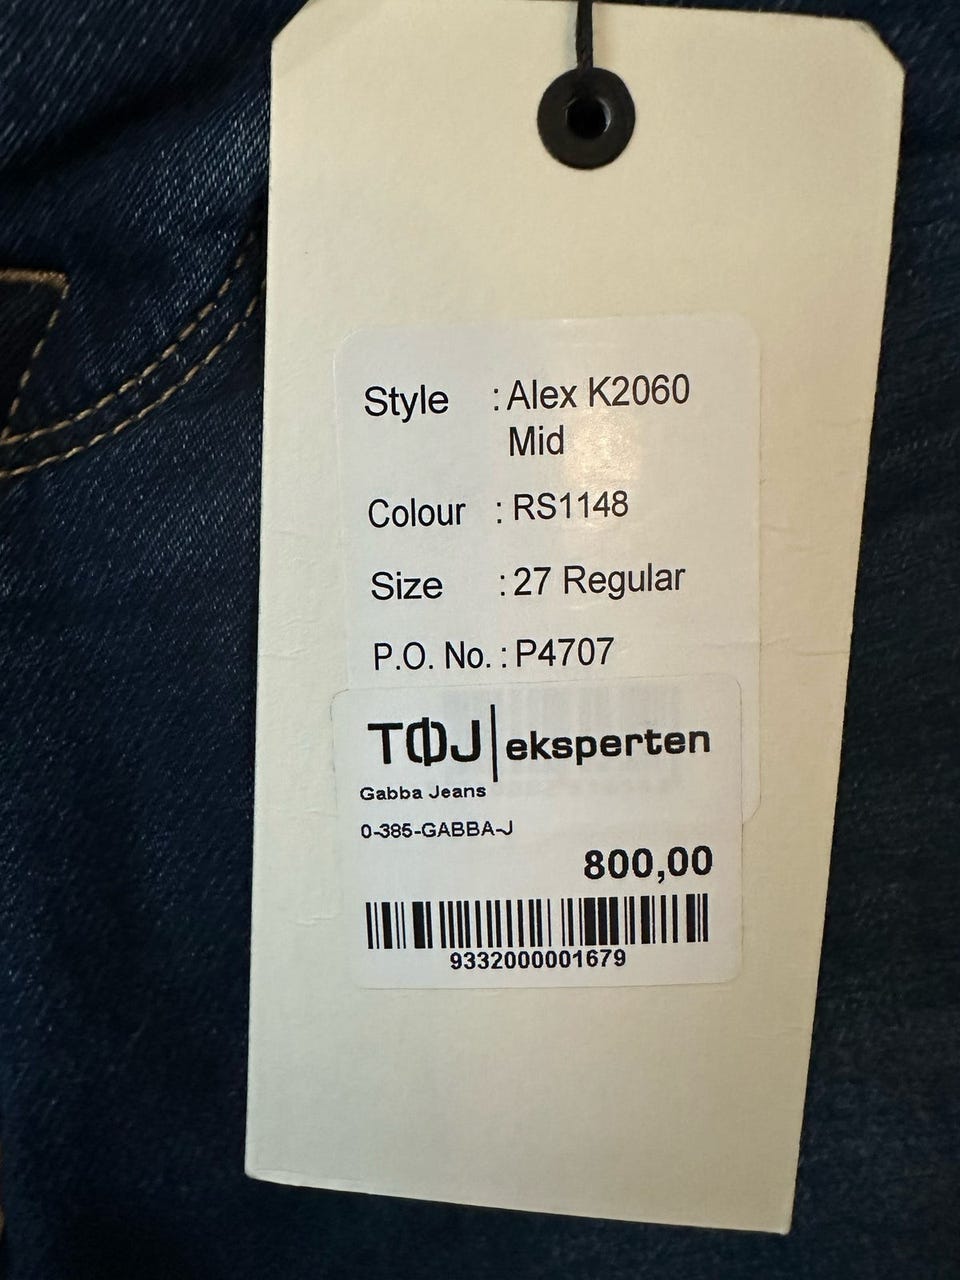 Style : Alex K2060
Mid
Colour : RS1148
Size : 27 Regular
P.O. No. : P4707
TØJ|eksperten
Gabba Jeans
0-385-GABBA-J
800,00
9332000001679